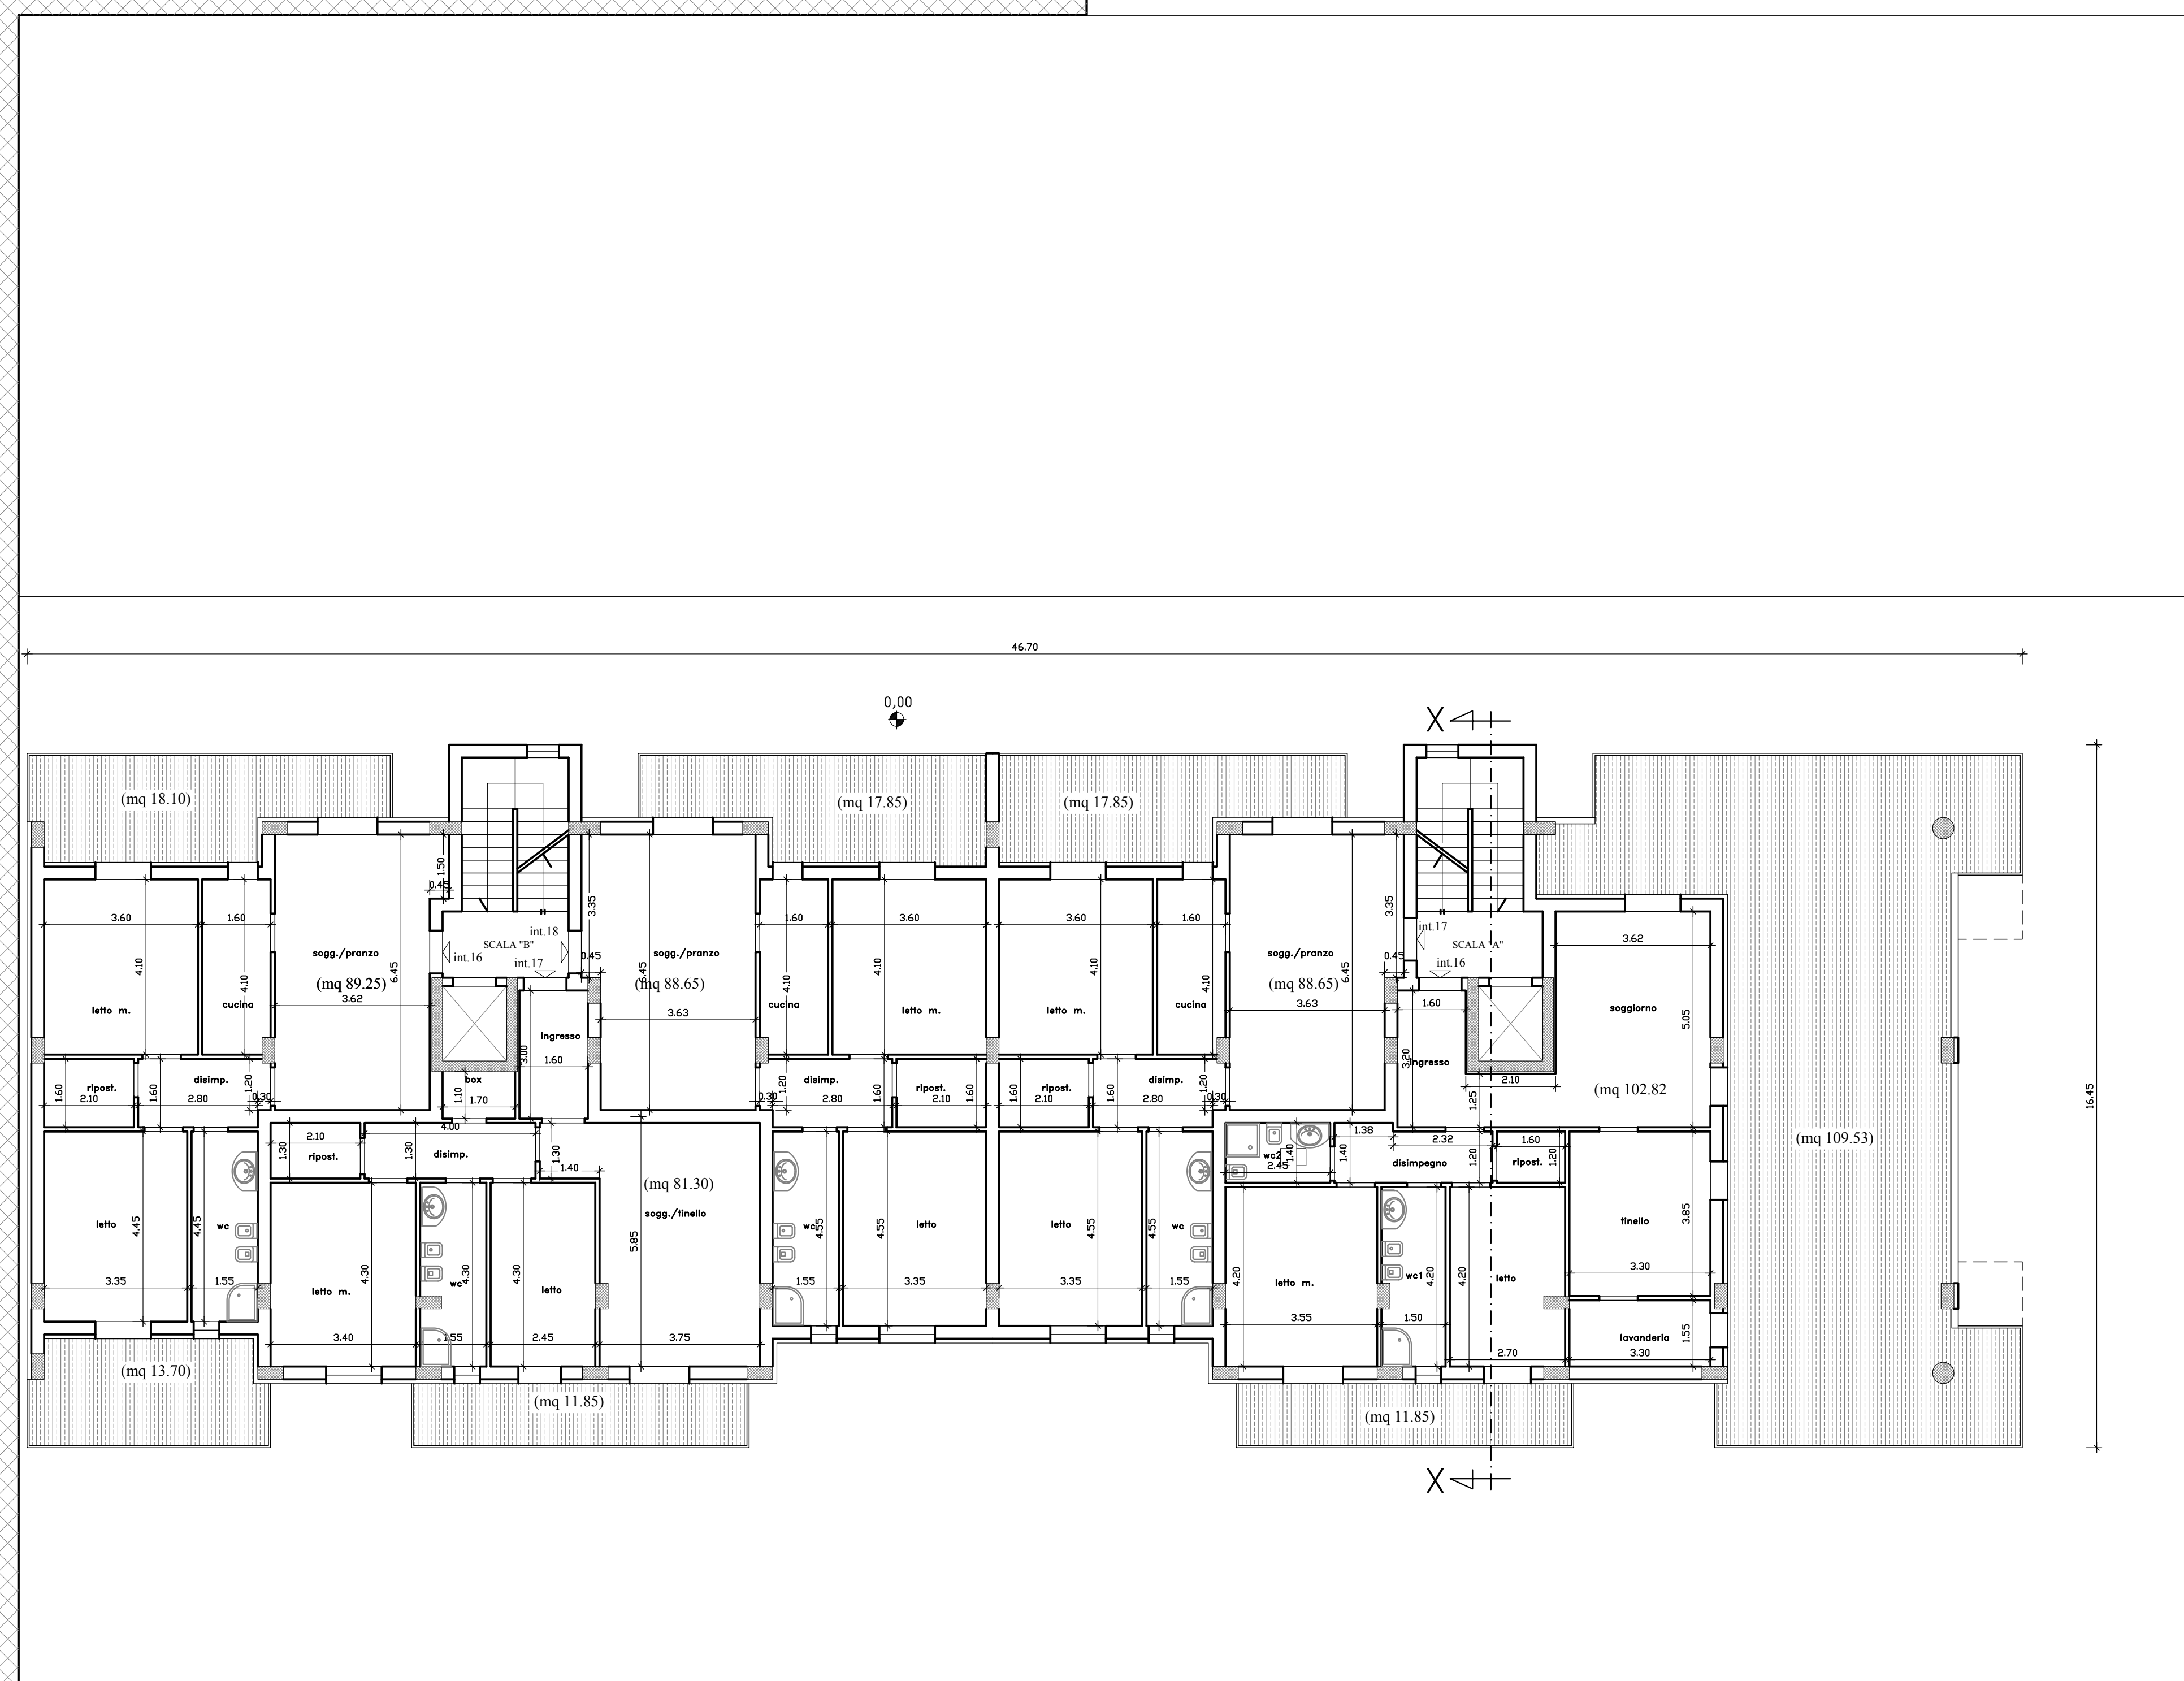 46.70
0,00
X
(mq 18.10)
(mq 17.85)
(mq 17.85)
16.45
1.50
0.45
3.35
3.35
3.60
1.60
1.60
3.60
3.60
1.60
int.18
int.17
SCALA "B"
SCALA "A"
3.62
sogg./pranzo
int.16
int.17
sogg./pranzo
sogg./pranzo
int.16
0.45
0.45
4.10
4.10
6.45
6.45
4.10
4.10
4.10
4.10
6.45
(mq 89.25)
(mq 88.65)
(mq 88.65)
3.62
3.63
3.63
1.60
letto m.
cucina
cucina
letto m.
letto m.
cucina
soggiorno
5.05
ingresso
3.00
1.60
3.20
ingresso
ripost.
disimp.
box
disimp.
ripost.
ripost.
disimp.
2.10
(mq 102.82
1.60
2.10
1.60
2.80
1.20
0.30
1.10
1.70
0.30
1.20
2.80
1.60
2.10
1.60
1.60
2.10
1.60
2.80
1.20
0.30
1.25
4.00
1.30
2.10
ripost.
1.30
disimp.
1.30
1.40
1.38
2.32
1.60
wc2
2.45
1.40
1.40
disimpegno
1.20
ripost.
1.20
(mq 109.53)
(mq 81.30)
sogg./tinello
5.85
letto
4.45
4.45
wc
wc
4.55
4.55
letto
letto
4.55
4.55
wc
tinello
3.85
3.35
1.55
letto m.
4.30
wc
4.30
4.30
letto
1.55
3.35
3.35
1.55
4.20
letto m.
wc1
4.20
4.20
letto
3.30
3.40
1.55
2.45
3.75
3.55
1.50
2.70
lavanderia
1.55
3.30
(mq 13.70)
(mq 11.85)
(mq 11.85)
X